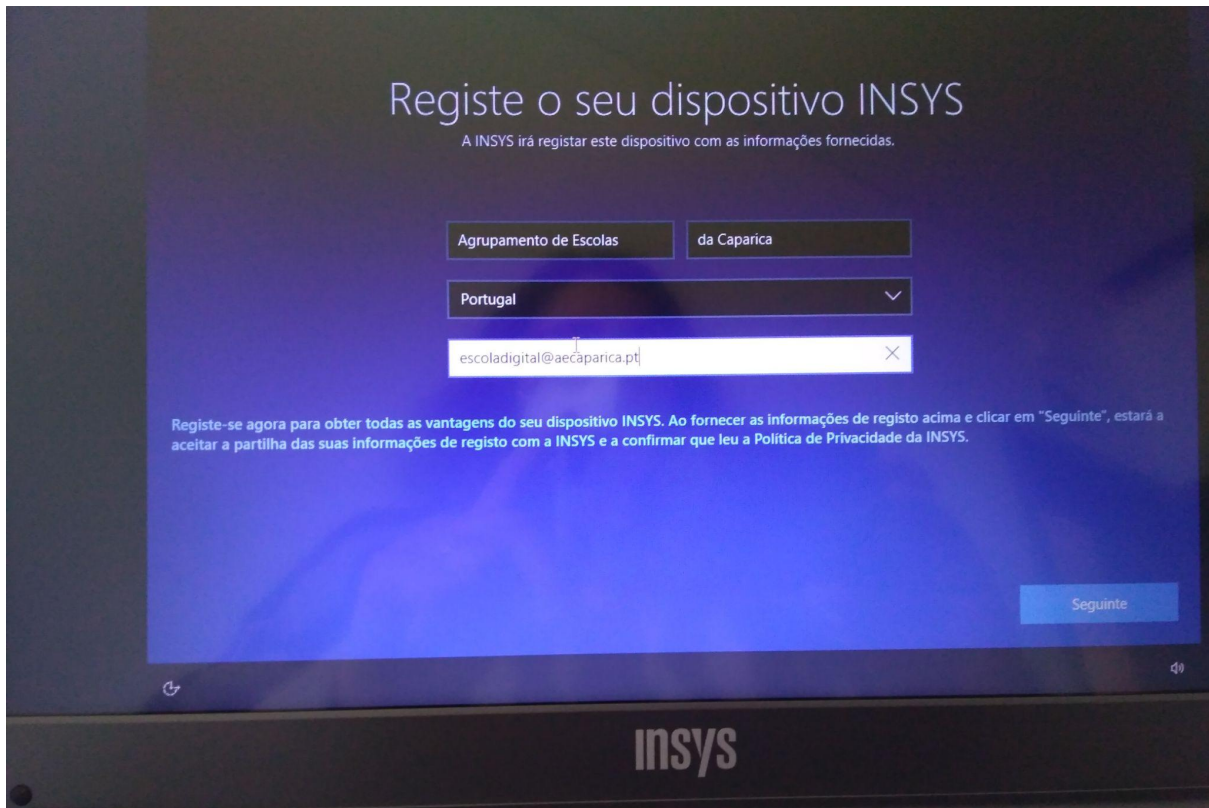 Registe o seu dispositivo INSYS
A INSYS irá registar este dispositivo com as informações fornecidas.
Agrupamento de Escolas
da Caparica
Portugal
escoladigital@aecaparica.pt
Registe-se agora para obter todas as vantagens do seu dispositivo INSYS. Ao fornecer as informações de registo acima e clicar em "Seguinte", estará a
aceitar a partilha das suas informações de registo com a INSYS e a confirmar que leu a Política de Privacidade da INSYS.
Seguinte
INSYS